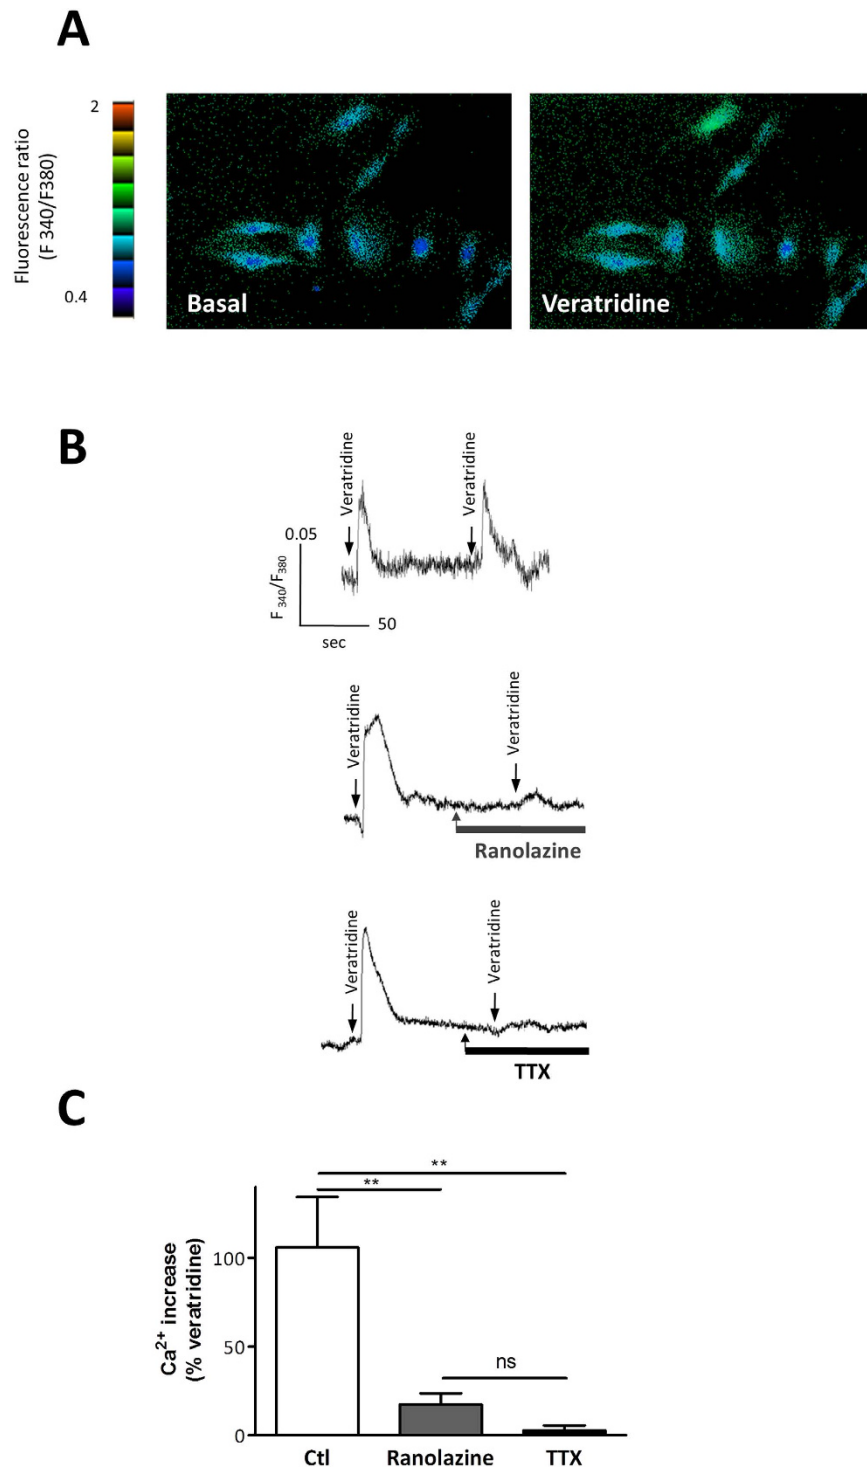 A
2
Fluorescence ratio
(F 340/F380)
0.4
Basal
Veratridine
B
Veratridine
Veratridine
0.05
F 340/F380
50
sec
Veratridine
Veratridine
Ranolazine
Veratridine
Veratridine
TTX
C
**
**
Ca2+ increase
(% veratridine)
100
50
0
ns
Ctl Ranolazine TTX